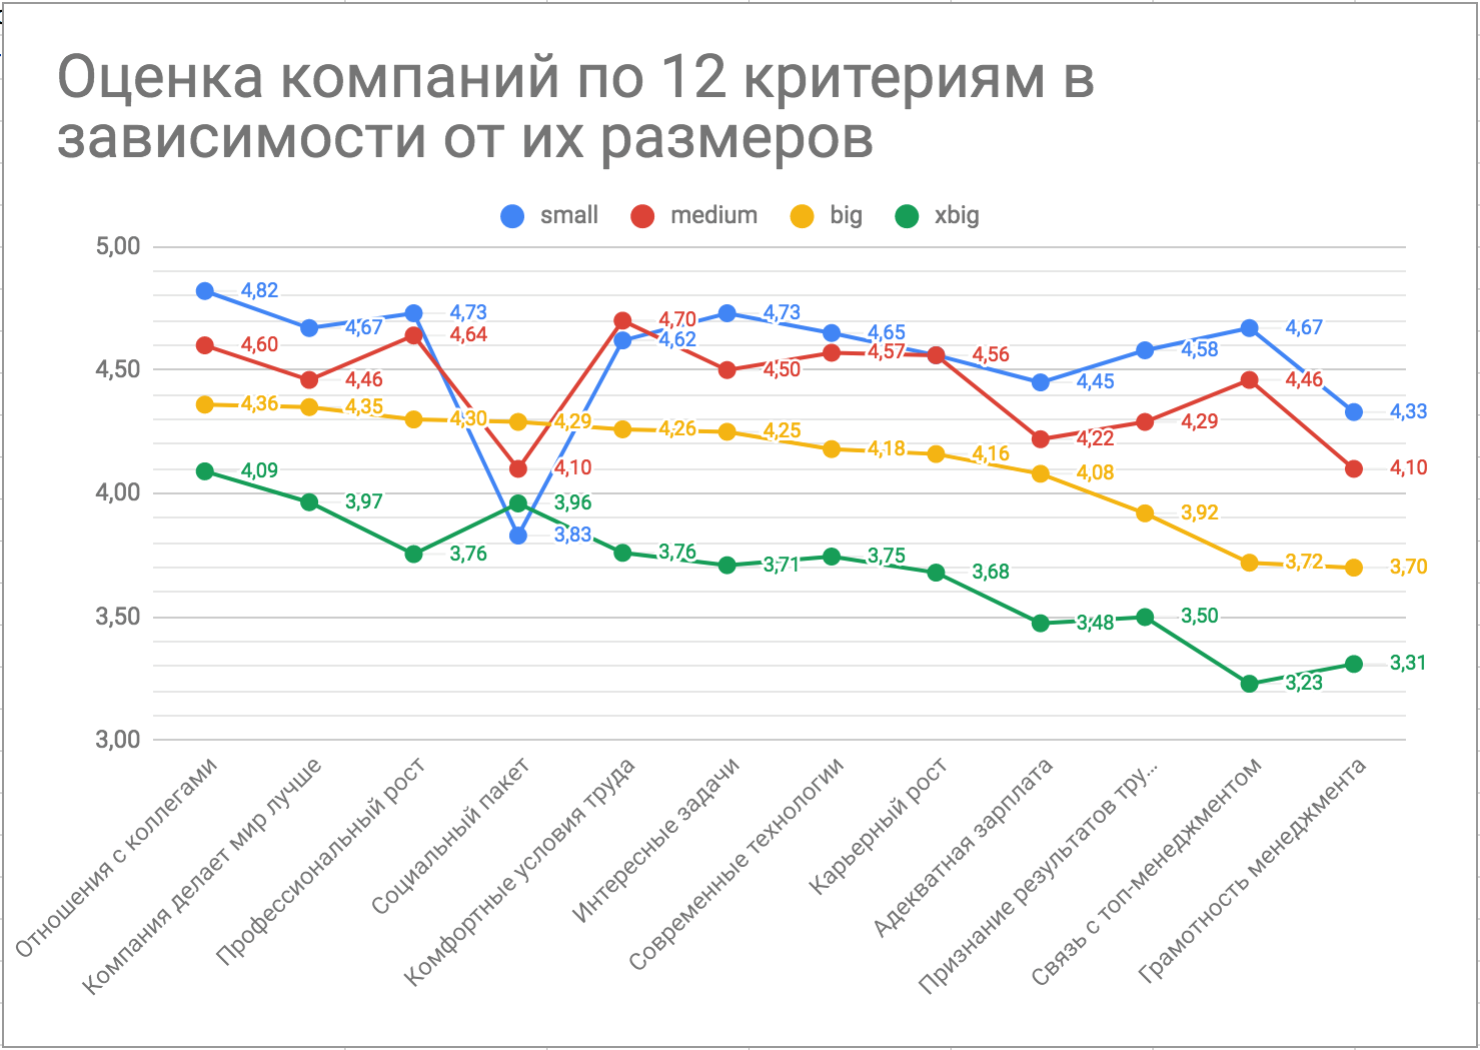 Оценка компаний по 12 критериям в
зависимости от их размеров
small medium big xbig
5,00
4,50
4,00
3,50
3,00
4,82 4,67 4,73 3,83 4,62 4,73 4,65 4,45 4,58 4,67 4,33
4,60 4,46 4,64 4,10 4,70 4,50 4,57 4,56 4,22 4,29 4,46 4,10
4,36 4,35 4,30 4,29 4,26 4,25 4,18 4,16 4,08 3,92 3,72 3,70
4,09 3,97 3,76 3,96 3,76 3,71 3,75 3,68 3,48 3,50 3,23 3,31
Отношения с коллегами
Компания делает мир лучше
Профессиональный рост
Социальный пакет
Комфортные условия труда
Интересные задачи
Современные технологии
Карьерный рост
Адекватная зарплата
Признание результатов тру...
Связь с топ-менеджментом
Грамотность менеджмента